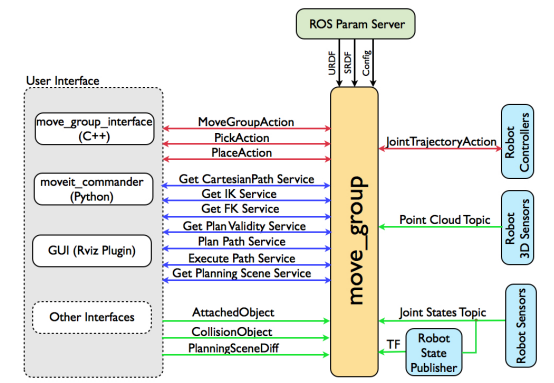 ROS Param Server
URDF
SRDF
Config
User Interface
move_group_interface
(C++)
moveit_commander
(Python)
GUI (Rviz Plugin)
Other Interfaces
MoveGroupAction
PickAction
PlaceAction
Get CartesianPath Service
Get IK Service
Get FK Service
Get Plan Validity Service
Plan Path Service
Execute Path Service
Get Planning Scene Service
AttachedObject
CollisionObject
PlanningSceneDiff
move_group
JointTrajectoryAction
Robot
Controllers
Point Cloud Topic
Robot
3D Sensors
Joint States Topic
TF
Robot
State
Publisher
Robot Sensors